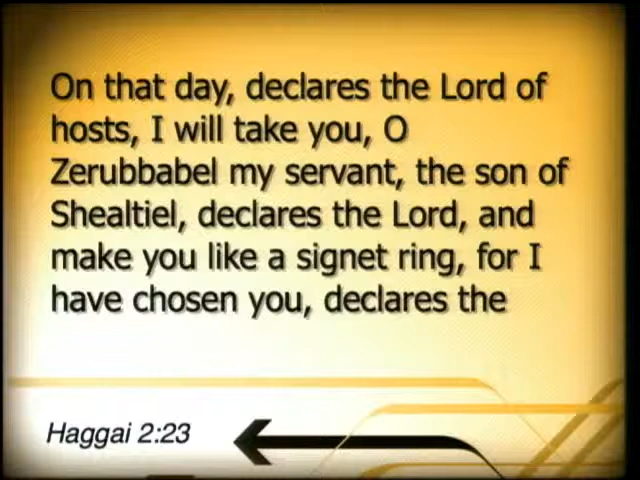 On that day, declares the Lord of
hosts, I will take you, O
Zerubbabel my servant, the son of
Shealtiel, declares the Lord, and
make you like a signet ring, for I
have chosen you, declares the
Haggai 2:23